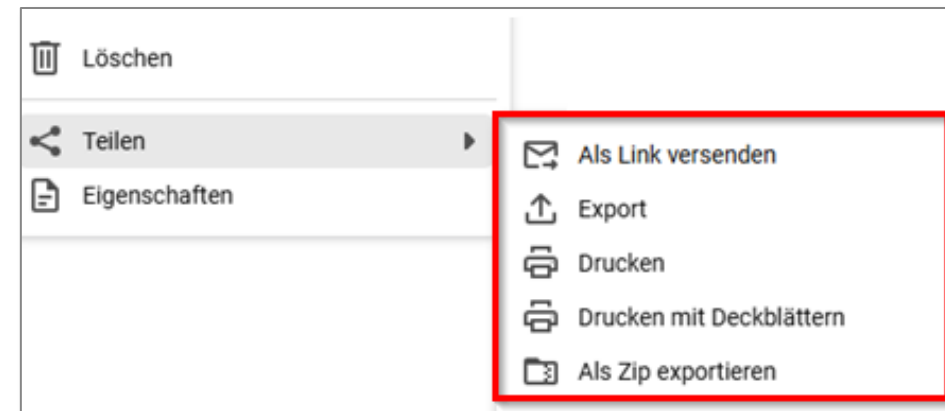 Löschen
Teilen
Eigenschaften
Als Link versenden
Export
Drucken
Drucken mit Deckblättern
Als Zip exportieren